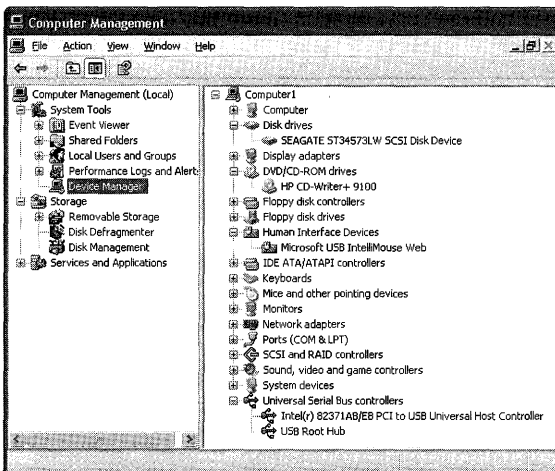 Computer Management
File Action View Window Help
Computer Management (Local)
System Tools
Event Viewer
Shared Folders
Local Users and Groups
Performance Logs and Alert
Device Manager
Storage
Removable Storage
Disk Defragmenter
Disk Management
Services and Applications
Computer1
Computer
Disk drives
SEAGATE ST34573LW SCSI Disk Device
Display adapters
DVD/CD-ROM drives
HP CD-Writer+ 9100
Floppy disk controllers
Floppy disk drives
Human Interface Devices
Microsoft USB IntelliMouse Web
IDE ATA/ATAPI controllers
Keyboards
Mice and other pointing devices
Monitors
Network adapters
Ports (COM & LPT)
SCSI and RAID controllers
Sound, video and game controllers
System devices
Universal Serial Bus controllers
Intel(r) 82371AB/EB PCI to USB Universal Host Controller
USB Root Hub